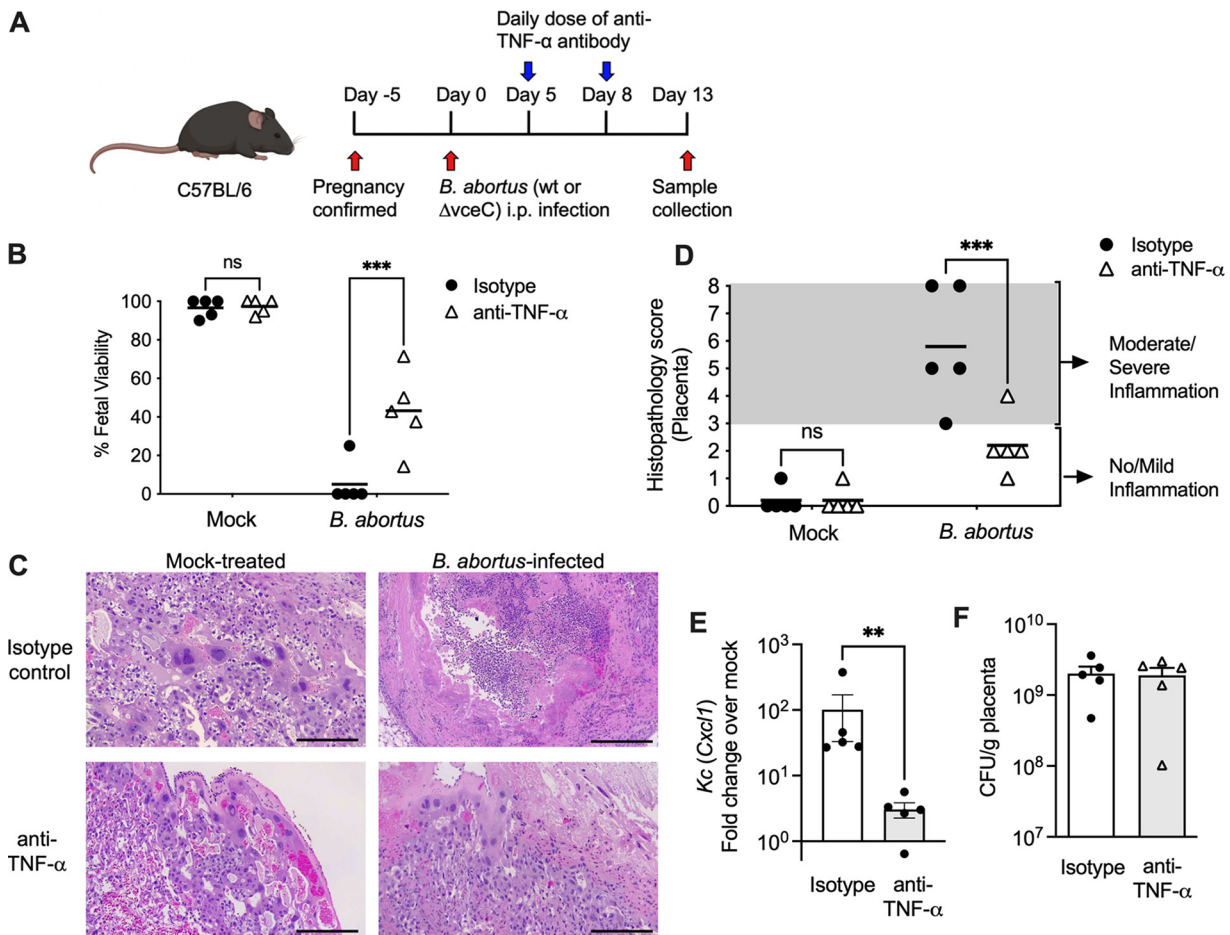 A
Daily dose of anti-
TNF-α antibody
Day -5 Day 0 Day 5 Day 8 Day 13
C57BL/6
Pregnancy
confirmed
B. abortus (wt or
ΔvceC) i.p. infection
Sample
collection
B
ns
***
Isotype
anti-TNF-α
% Fetal Viability
100
80
60
40
20
0
Mock
B. abortus
D
Isotype
anti-TNF-α
***
ns
Histopathology score
(Placenta)
8
7
6
5
4
3
2
1
0
Mock
B. abortus
Moderate/
Severe
Inflammation
No/Mild
Inflammation
C
Mock-treated
B. abortus-infected
Isotype
control
anti-
TNF-α
E
**
Kc (Cxcl1)
Fold change over mock
10³
10²
10¹
10⁰
Isotype
anti-
TNF-α
F
CFU/g placenta
10¹⁰
10⁹
10⁸
10⁷
Isotype
anti-
TNF-α